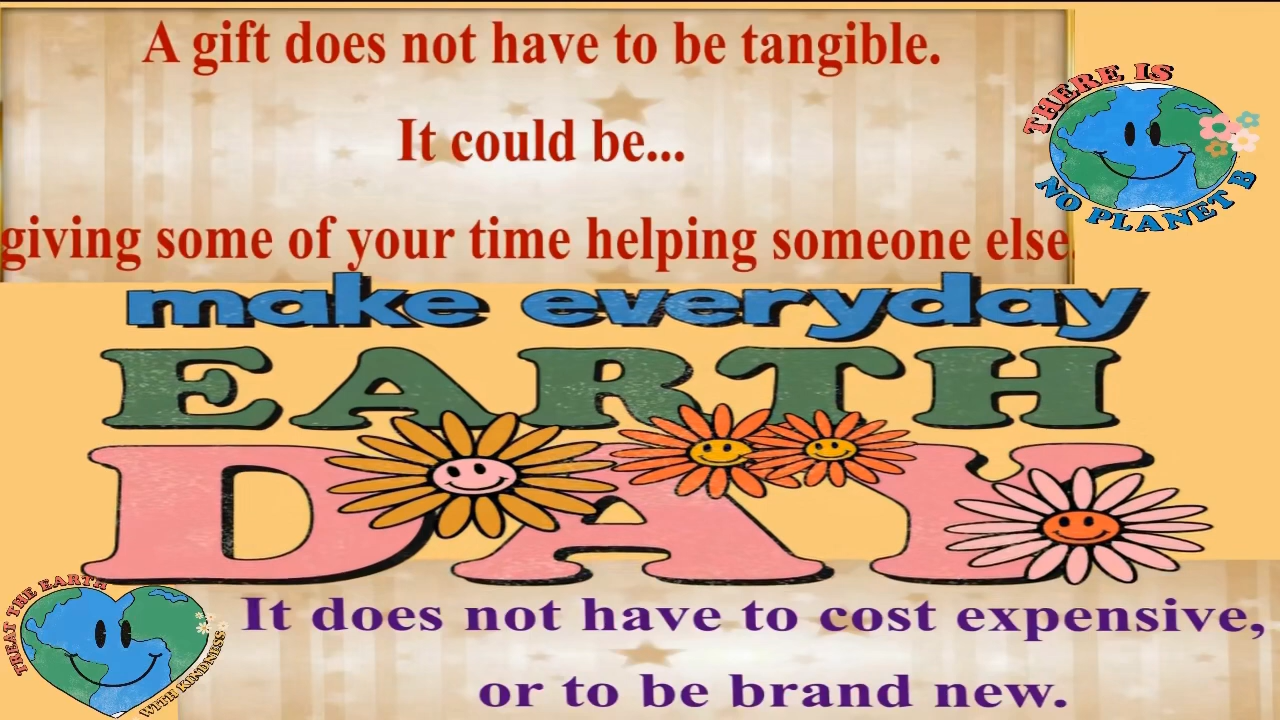 A gift does not have to be tangible.
It could be...
giving some of your time helping someone else.
THERE IS
NO PLANET B
make everyday
EARTH
DAY
TREAT THE EARTH
WITH KINDNESS
It does not have to cost expensive,
or to be brand new.